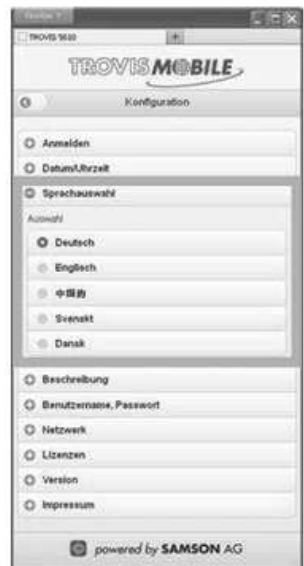 Firefox
TROVIS 5610
TROVIS MOBILE
Konfiguration
Anmelden
Datum/Uhrzeit
Sprachauswahl
Auswahl
Deutsch
Englisch
Svenskt
Dansk
Beschreibung
Benutzername, Passwort
Netzwerk
Lizenzen
Version
Impressum
powered by SAMSON AG